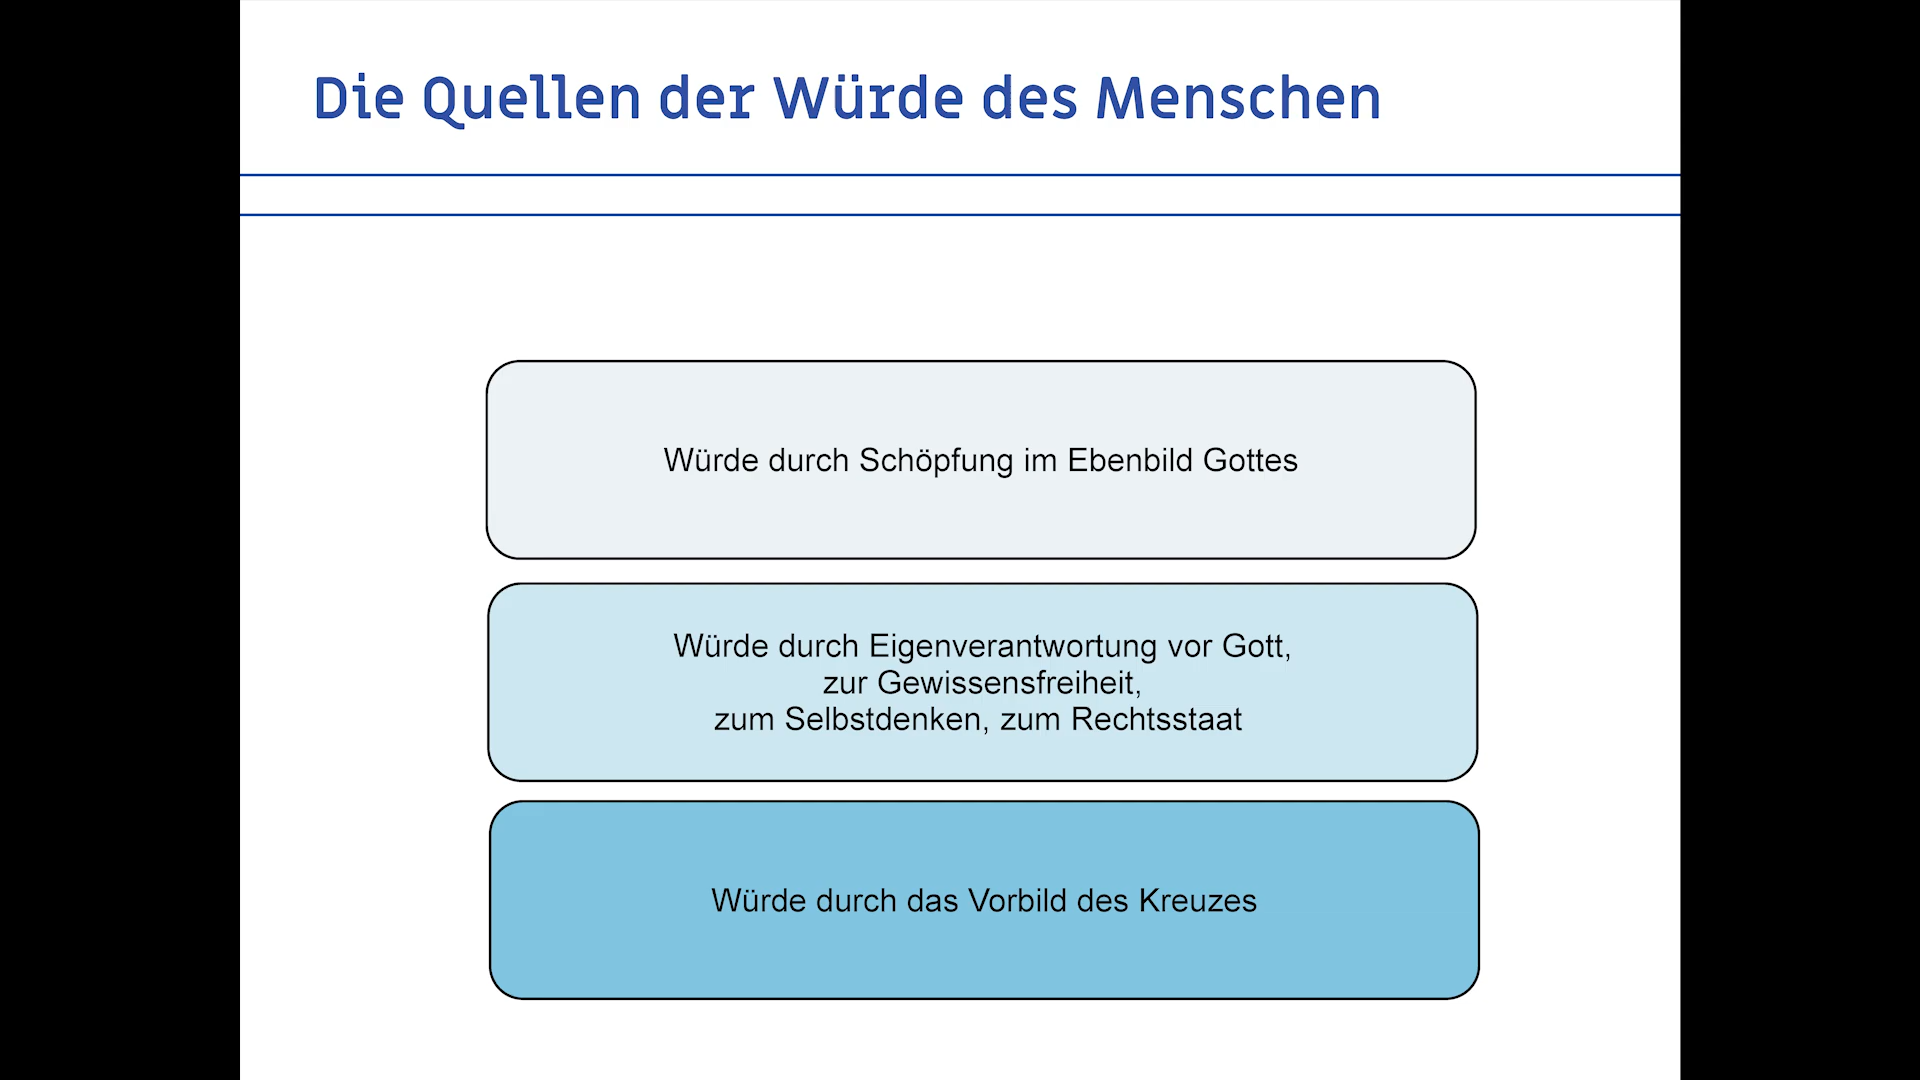 Die Quellen der Würde des Menschen
Würde durch Schöpfung im Ebenbild Gottes
Würde durch Eigenverantwortung vor Gott,
zur Gewissensfreiheit,
zum Selbstdenken, zum Rechtsstaat
Würde durch das Vorbild des Kreuzes